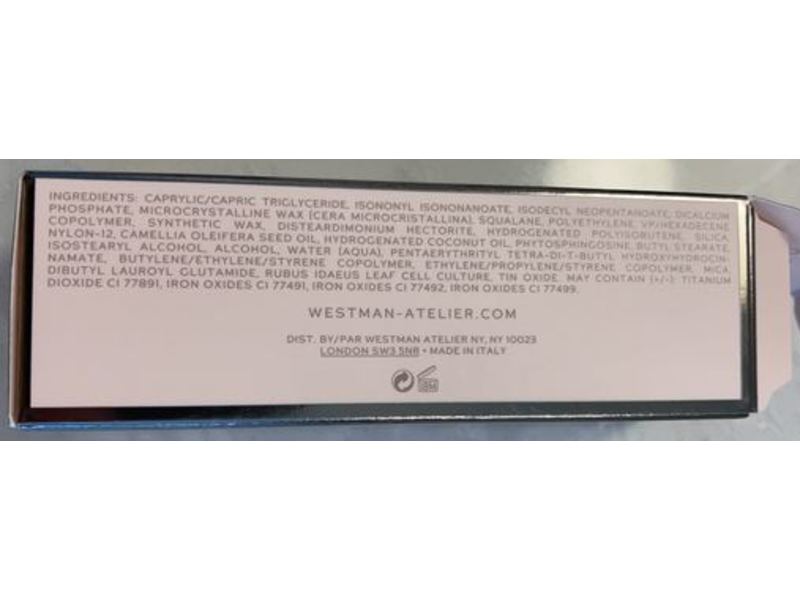 INGREDIENTS: CAPRYLIC/CAPRIC TRIGLYCERIDE, ISONONYL ISONONANOATE, ISODECYL NEOPENTANOATE, DICALCIUM
PHOSPHATE, MICROCRYSTALLINE WAX (CERA MICROCRISTALLINA), SQUALANE, POLYETHYLENE, VP/HEXADECENE
COPOLYMER, SYNTHETIC WAX, DISTEARDIMONIUM HECTORITE, HYDROGENATED POLYISOBUTENE, SILICA,
NYLON-12, CAMELLIA OLEIFERA SEED OIL, HYDROGENATED COCONUT OIL, PHYTOSPHINGOSINE, BUTYL STEARATE,
ISOSTEARYL ALCOHOL, ALCOHOL, WATER (AQUA), PENTAERYTHRITYL TETRA-DI-T-BUTYL HYDROXYHYDROCIN-
NAMATE, BUTYLENE/ETHYLENE/STYRENE COPOLYMER, ETHYLENE/PROPYLENE/STYRENE COPOLYMER, MICA,
DIBUTYL LAUROYL GLUTAMIDE, RUBUS IDAEUS LEAF CELL CULTURE, TIN OXIDE. MAY CONTAIN (+/-): TITANIUM
DIOXIDE CI 77891, IRON OXIDES CI 77491, IRON OXIDES CI 77492, IRON OXIDES CI 77499.
WESTMAN-ATELIER.COM
DIST. BY/PAR WESTMAN ATELIER NY, NY 10023
LONDON SW3 5NR • MADE IN ITALY